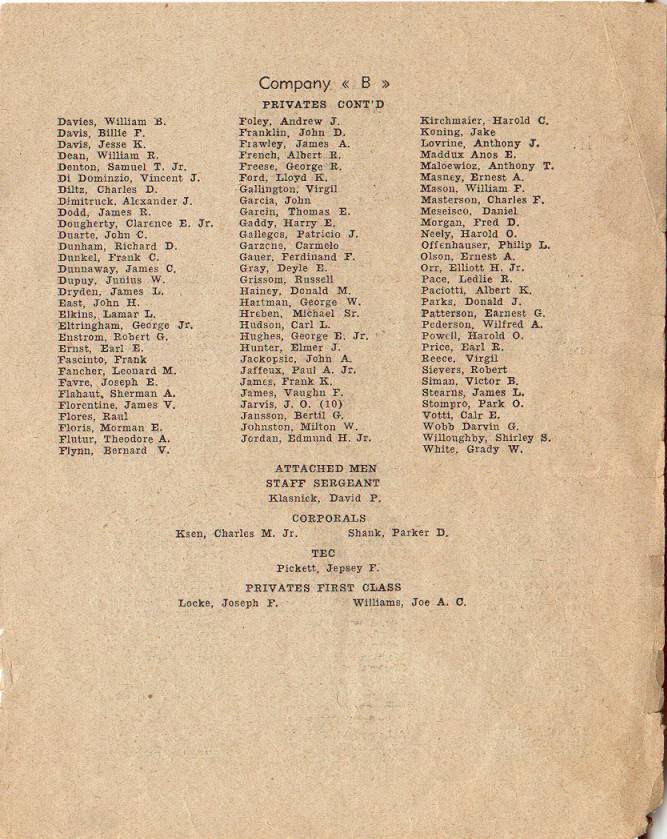 Company « B »
PRIVATES CONT'D
Davies, William B.
Davis, Billie F.
Davis, Jesse K.
Dean, William R.
Denton, Samuel T. Jr.
Di Dominzio, Vincent J.
Diltz, Charles D.
Dimitruck, Alexander J.
Dodd, James R.
Dougherty, Clarence E. Jr.
Duarte, John C.
Dunham, Richard D.
Dunkel, Frank C.
Dunnaway, James C.
Dupuy, Junius W.
Dryden, James L.
East, John H.
Elkins, Lamar L.
Eltringham, George Jr.
Enstrom, Robert G.
Ernst, Earl E.
Fascinto, Frank
Fancher, Leonard M.
Favre, Joseph E.
Flahaut, Sherman A.
Florentine, James V.
Flores, Raul
Floris, Morman E.
Flutur, Theodore A.
Flynn, Bernard V.
Foley, Andrew J.
Franklin, John D.
Frawley, James A.
French, Albert R.
Freese, George R.
Ford, Lloyd K.
Gallington, Virgil
Garcia, John
Garcin, Thomas E.
Gaddy, Harry E.
Gallegcs, Patricio J.
Garzone, Carmelo
Gauer, Ferdinand F.
Gray, Deyle E.
Grissom, Russell
Hainey, Donald M.
Hartman, George W.
Hreben, Michael Sr.
Hudson, Carl L.
Hughes, George E. Jr.
Hunter, Elmer J.
Jackopsic, John A.
Jaffeux, Paul A. Jr.
James, Frank K.
James, Vaughn F.
Jarvis, J. O. (10)
Jansson, Bertil G.
Johnston, Milton W.
Jordan, Edmund H. Jr.
Kirchmaier, Harold C.
Koning, Jake
Lovrine, Anthony J.
Maddux Anos E.
Maloewioz, Anthony T.
Masney, Ernest A.
Mason, William F.
Masterson, Charles F.
Meseisco, Daniel
Morgan, Fred D.
Neely, Harold O.
Offenhauser, Philip L.
Olson, Ernest A.
Orr, Elliott H. Jr.
Pace, Ledlie R.
Paciotti, Albert K.
Parks, Donald J.
Patterson, Earnest G.
Pederson, Wilfred A.
Powell, Harold O.
Price, Earl R.
Reece, Virgil
Sievers, Robert
Siman, Victor B.
Stearns, James L.
Stompro, Park O.
Votti, Calr E.
Wobb Darvin G.
Willoughby, Shirley S.
White, Grady W.
ATTACHED MEN
STAFF SERGEANT
Klasnick, David P.
CORPORALS
Ksen, Charles M. Jr. Shank, Parker D.
TEC
Pickett, Jepsey F.
PRIVATES FIRST CLASS
Locke, Joseph F. Williams, Joe A. C.